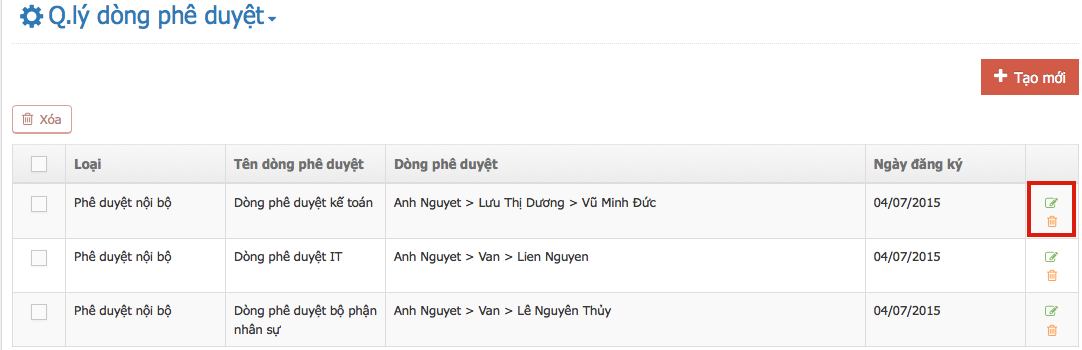 Q.lý dòng phê duyệt
Tạo mới
Xóa
Loại Tên dòng phê duyệt Dòng phê duyệt Ngày đăng ký
Phê duyệt nội bộ Dòng phê duyệt kế toán Anh Nguyet > Lưu Thị Dương > Vũ Minh Đức 04/07/2015
Phê duyệt nội bộ Dòng phê duyệt IT Anh Nguyet > Van > Lien Nguyen 04/07/2015
Phê duyệt nội bộ Dòng phê duyệt bộ phận Anh Nguyet > Van > Lê Nguyên Thủy 04/07/2015
nhân sự